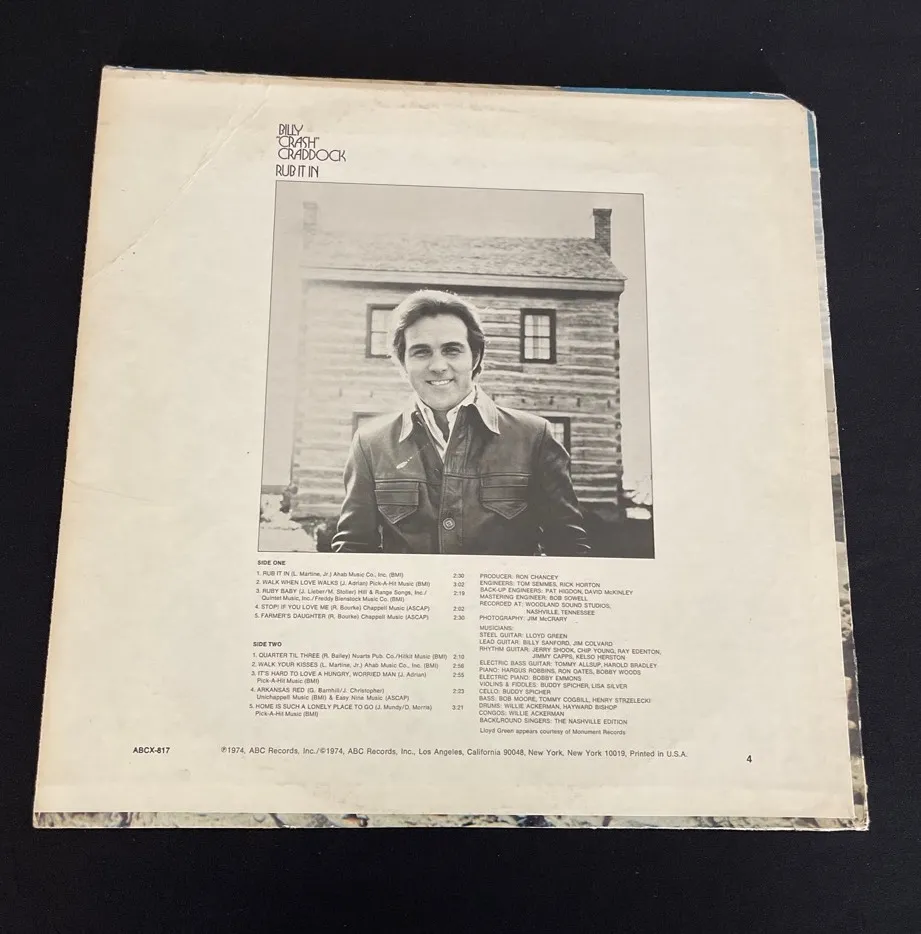 BILLY
"CRASH"
CRADDOCK
RUB IT IN
SIDE ONE
1. RUB IT IN (L. Martine, Jr.) Ahab Music Co., Inc. (BMI) 2:30
2. WALK WHEN LOVE WALKS (J. Adrian) Pick-A-Hit Music (BMI) 3:02
3. RUBY BABY (J. Lieber/M. Stoller) Hill & Range Songs, Inc./ 2:19
Quintet Music, Inc./Freddy Bienstock Music Co. (BMI)
4. STOP! IF YOU LOVE ME (R. Bourke) Chappell Music (ASCAP) 2:02
5. FARMER'S DAUGHTER (R. Bourke) Chappell Music (ASCAP) 2:30
SIDE TWO
1. QUARTER TIL THREE (R. Bailey) Nuarts Pub. Co./Hilkit Music (BMI) 2:10
2. WALK YOUR KISSES (L. Martine, Jr.) Ahab Music Co., Inc. (BMI) 2:56
3. IT'S HARD TO LOVE A HUNGRY, WORRIED MAN (J. Adrian) 2:55
Pick-A-Hit Music (BMI)
4. ARKANSAS RED (G. Barnhill/J. Christopher) 2:23
Unichappell Music (BMI) & Easy Nine Music (ASCAP)
5. HOME IS SUCH A LONELY PLACE TO GO (J. Mundy/D. Morris) 3:21
Pick-A-Hit Music (BMI)
PRODUCER: RON CHANCEY
ENGINEERS: TOM SEMMES, RICK HORTON
BACK-UP ENGINEERS: PAT HIGDON, DAVID McKINLEY
MASTERING ENGINEER: BOB SOWELL
RECORDED AT: WOODLAND SOUND STUDIOS,
NASHVILLE, TENNESSEE
PHOTOGRAPHY: JIM McCRARY
MUSICIANS:
STEEL GUITAR: LLOYD GREEN
LEAD GUITAR: BILLY SANFORD, JIM COLVARD
RHYTHM GUITAR: JERRY SHOOK, CHIP YOUNG, RAY EDENTON,
JIMMY CAPPS, KELSO HERSTON
ELECTRIC BASS GUITAR: TOMMY ALLSUP, HAROLD BRADLEY
PIANO: HARGUS ROBBINS, RON OATES, BOBBY WOODS
ELECTRIC PIANO: BOBBY EMMONS
VIOLINS & FIDDLES: BUDDY SPICHER, LISA SILVER
CELLO: BUDDY SPICHER
BASS: BOB MOORE, TOMMY COGBILL, HENRY STRZELECKI
DRUMS: WILLIE ACKERMAN, HAYWARD BISHOP
CONGOS: WILLIE ACKERMAN
BACKGROUND SINGERS: THE NASHVILLE EDITION
Lloyd Green appears courtesy of Monument Records
ABCX-817 ℗1974, ABC Records, Inc./©1974, ABC Records, Inc., Los Angeles, California 90048, New York, New York 10019, Printed in U.S.A. 4